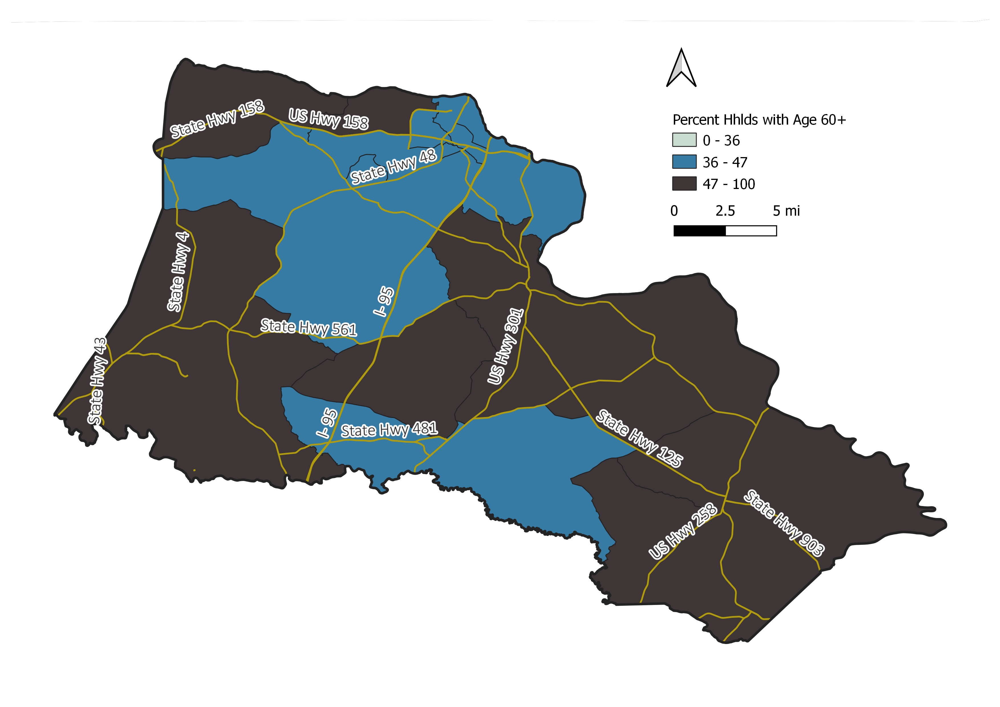 State Hwy 158
US Hwy 158
Percent Hhlds with Age 60+
0 - 36
36 - 47
47 - 100
0 2.5 5 mi
State Hwy 48
State Hwy 4
I- 95
State Hwy 561
US Hwy 301
State Hwy 43
I- 95
State Hwy 481
State Hwy 125
US Hwy 258
State Hwy 903